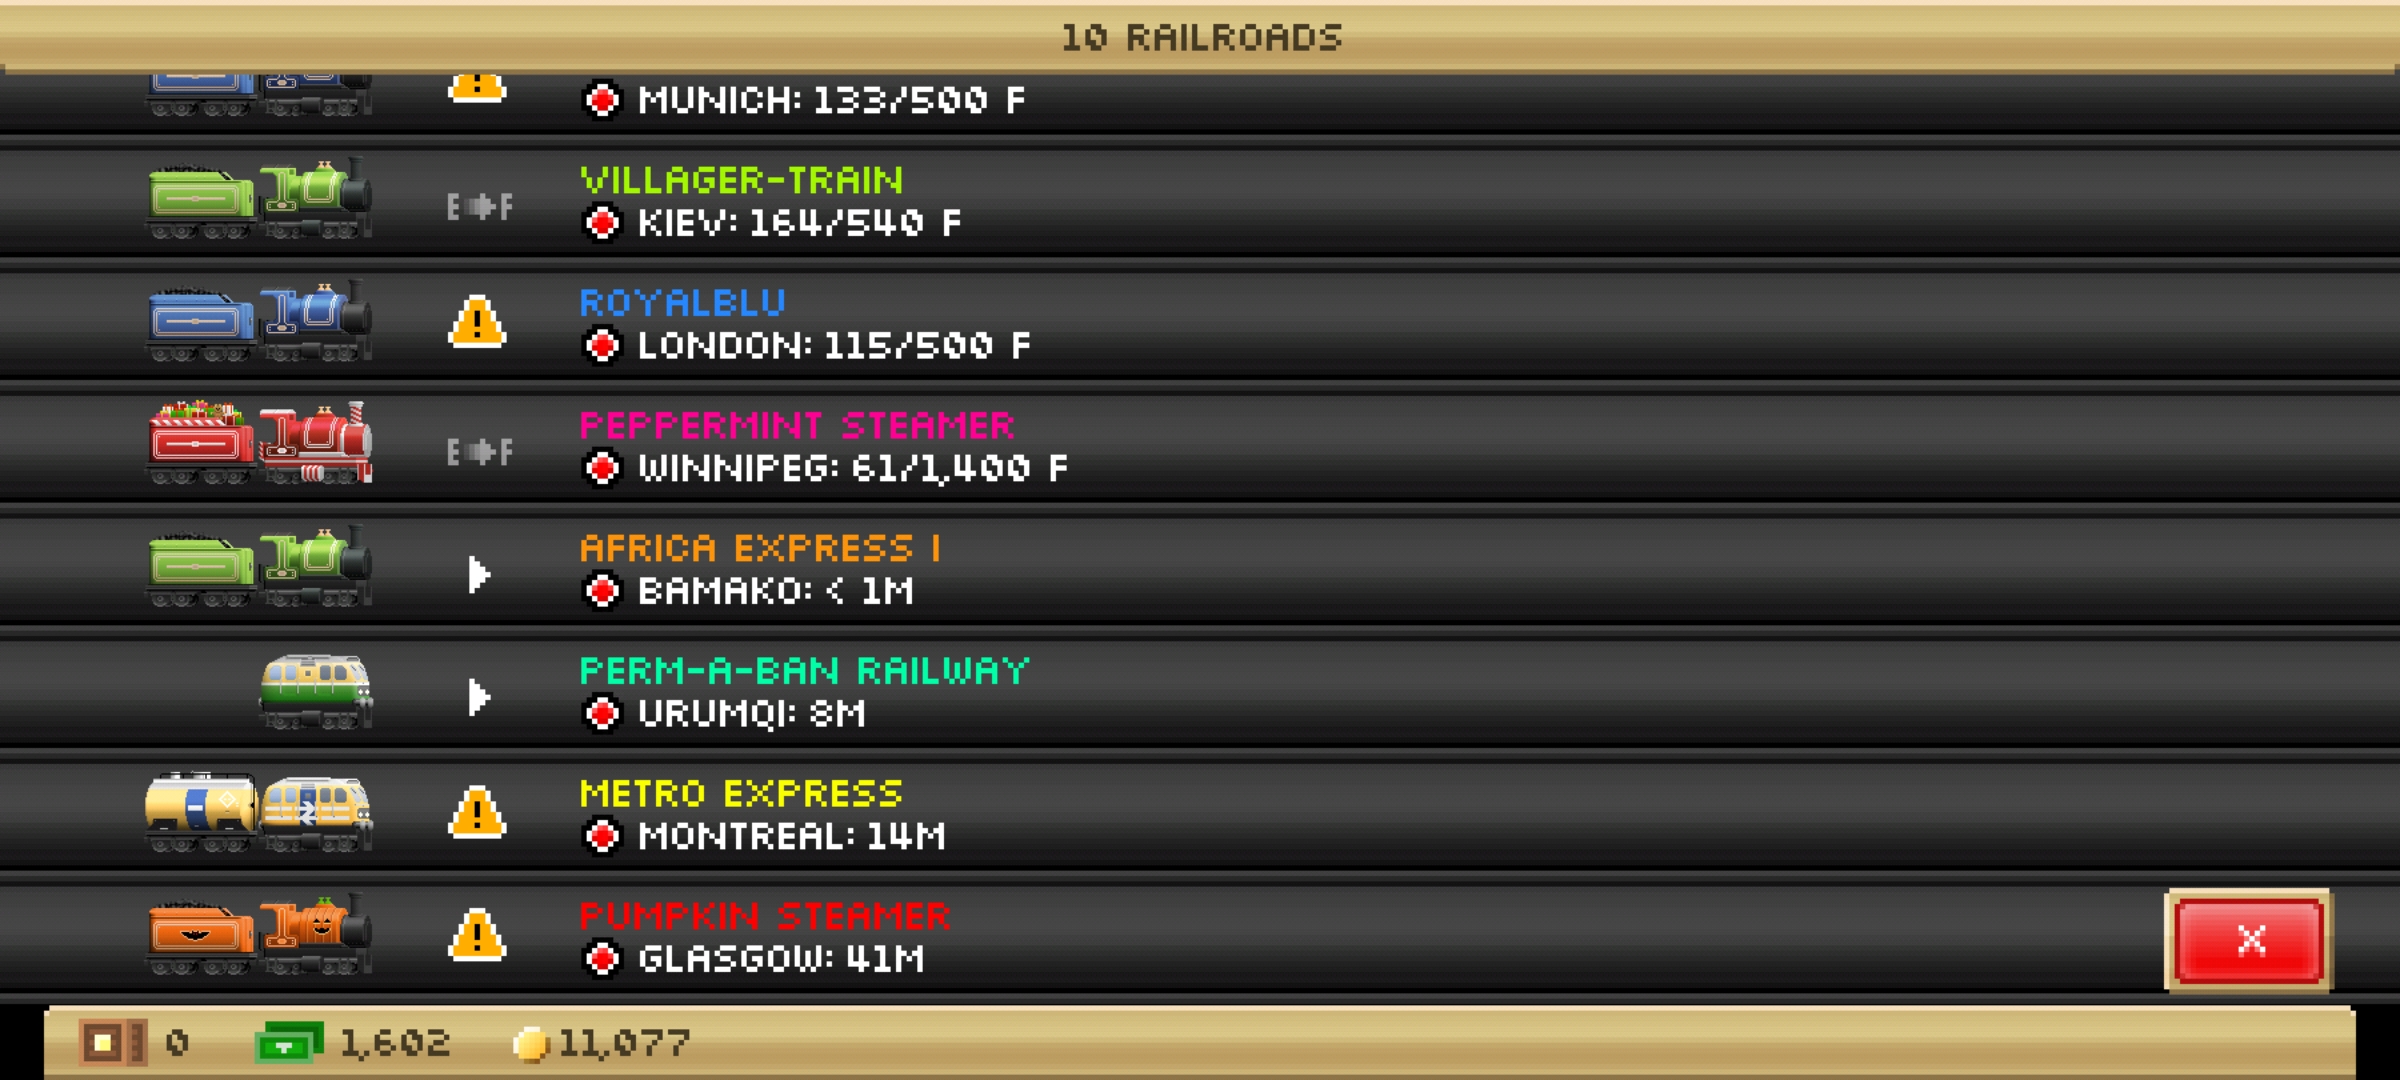 10 RAILROADS
MUNICH: 133/500 F
E F
VILLAGER-TRAIN
KIEV: 164/540 F
ROYALBLU
LONDON: 115/500 F
E F
PEPPERMINT STEAMER
WINNIPEG: 61/1,400 F
AFRICA EXPRESS I
BAMAKO: < 1M
PERM-A-BAN RAILWAY
URUMQI: 8M
METRO EXPRESS
MONTREAL: 14M
PUMPKIN STEAMER
GLASGOW: 41M
X
0 1,602 11,077